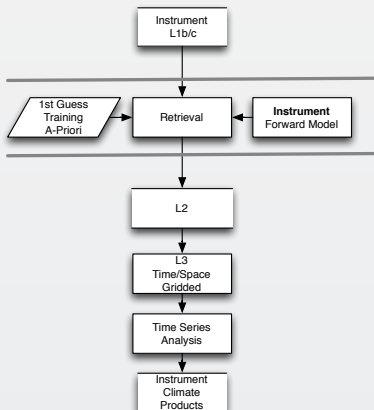 Instrument
L1b/c
1st Guess
Training
A-Priori
Retrieval
Instrument
Forward Model
L2
L3
Time/Space
Gridded
Time Series
Analysis
Instrument
Climate
Products